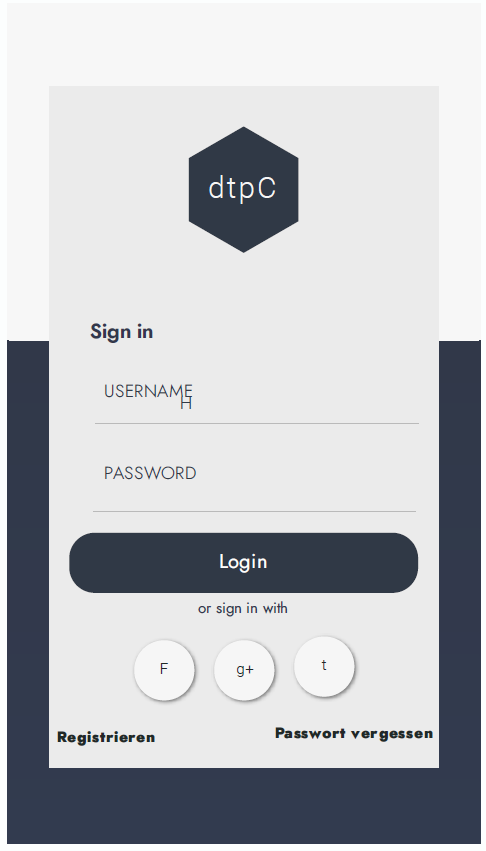 dtpC
Sign in
USERNAME
H
PASSWORD
Login
or sign in with
F g+ t
Registrieren Passwort vergessen